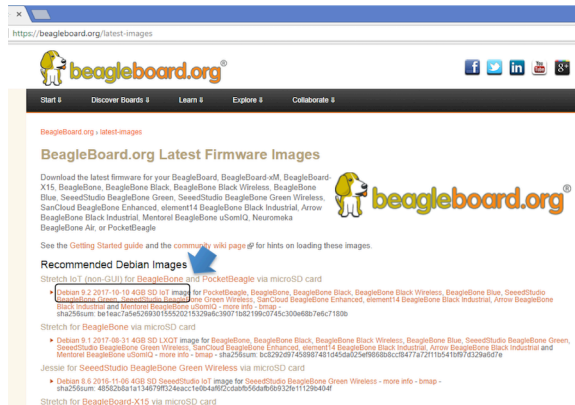 https://beagleboard.org/latest-images
beagleboard.org®
Start
Discover Boards
Learn
Explore
Collaborate
BeagleBoard.org › latest-images
BeagleBoard.org Latest Firmware Images
Download the latest firmware for your BeagleBoard, BeagleBoard-xM, BeagleBoard-
X15, BeagleBone, BeagleBone Black, BeagleBone Black Wireless, BeagleBone
Blue, SeeedStudio BeagleBone Green, SeeedStudio BeagleBone Green Wireless,
SanCloud BeagleBone Enhanced, element14 BeagleBone Black Industrial, Arrow
BeagleBone Black Industrial, Mentorel BeagleBone uSomIQ, Neuromeka
BeagleBone Air, or PocketBeagle
beagleboard.org®
See the Getting Started guide and the community wiki page for hints on loading these images.
Recommended Debian Images
Stretch IoT (non-GUI) for BeagleBone and PocketBeagle via microSD card
Debian 9.2 2017-10-10 4GB SD IoT image for PocketBeagle, BeagleBone, BeagleBone Black, BeagleBone Black Wireless, BeagleBone Blue, SeeedStudio
BeagleBone Green, SeeedStudio BeagleBone Green Wireless, SanCloud BeagleBone Enhanced, element14 BeagleBone Black Industrial, Arrow BeagleBone
Black Industrial and Mentorel BeagleBone uSomIQ - more info - bmap -
sha256sum:
Stretch for BeagleBone via microSD card
Debian 9.1 2017-08-31 4GB SD LXQT image for BeagleBone, BeagleBone Black, BeagleBone Black Wireless, BeagleBone Blue, SeeedStudio BeagleBone Green,
SeeedStudio BeagleBone Green Wireless, SanCloud BeagleBone Enhanced, element14 BeagleBone Black Industrial, Arrow BeagleBone Black Industrial and
Mentorel BeagleBone uSomIQ - more info - bmap - sha256sum:
Jessie for SeeedStudio BeagleBone Green Wireless via microSD card
Debian 8.6 2016-11-06 4GB SD SeeedStudio IoT image for SeeedStudio BeagleBone Green Wireless - more info - bmap -
sha256sum:
Stretch for BeagleBoard-X15 via microSD card